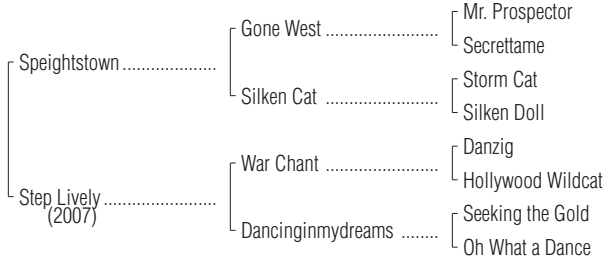 Mr. Prospector
Gone West ........................
Secrettame
Speightstown ....................
Storm Cat
Silken Cat ........................
Silken Doll
Danzig
War Chant ........................
Hollywood Wildcat
Step Lively ........................
(2007)
Seeking the Gold
Dancinginmydreams ........
Oh What a Dance